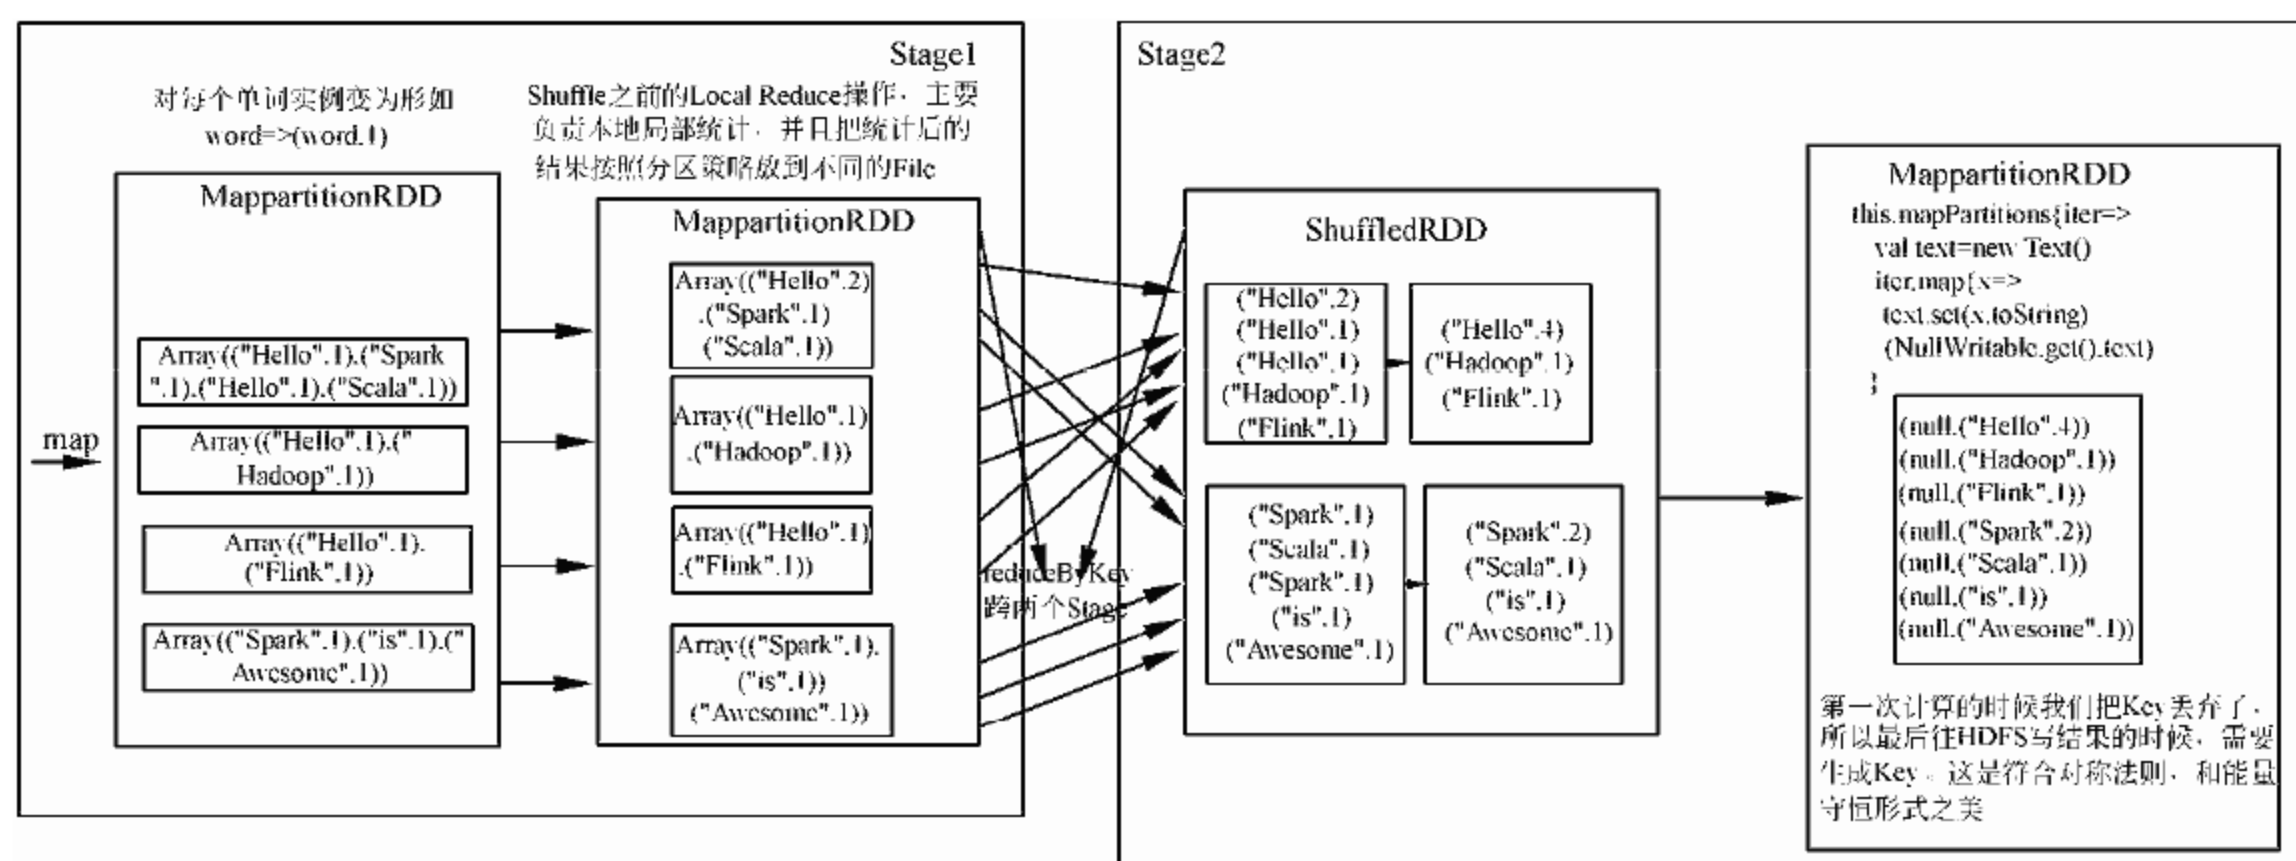 Stage1
对每个单词实例变为形如
word=>(word,1)
Shuffle之前的Local Reduce操作，主要
负责本地局部统计，并且把统计后的
结果按照分区策略放到不同的File
map
MappartitionRDD
Array(("Hello",1),("Spark
",1),("Hello",1),("Scala",1))
Array(("Hello",1),("
Hadoop",1))
Array(("Hello",1),
("Flink",1))
Array(("Spark",1),("is",1),("
Awesome",1))
MappartitionRDD
Array(("Hello",2)
,("Spark",1)
("Scala",1))
Array(("Hello",1)
,("Hadoop",1))
Array(("Hello",1)
,("Flink",1))
Array(("Spark",1),
("is",1))
("Awesome",1))
reduceByKey
跨两个Stage
Stage2
ShuffledRDD
("Hello",2)
("Hello",1)
("Hello",1)
("Hadoop",1)
("Flink",1)
("Hello",4)
("Hadoop",1)
("Flink",1)
("Spark",1)
("Scala",1)
("Spark",1)
("is",1)
("Awesome",1)
("Spark",2)
("Scala",1)
("is",1)
("Awesome",1)
MappartitionRDD
this.mapPartitions{iter=>
val text=new Text()
iter.map{x=>
text.set(x.toString)
(NullWritable.get(),text)
}
(null,("Hello",4))
(null,("Hadoop",1))
(null,("Flink",1))
(null,("Spark",2))
(null,("Scala",1))
(null,("is",1))
(null,("Awesome",1))
第一次计算的时候我们把Key丢弃了，
所以最后往HDFS写结果的时候，需要
生成Key，这是符合对称法则，和能量
守恒形式之美